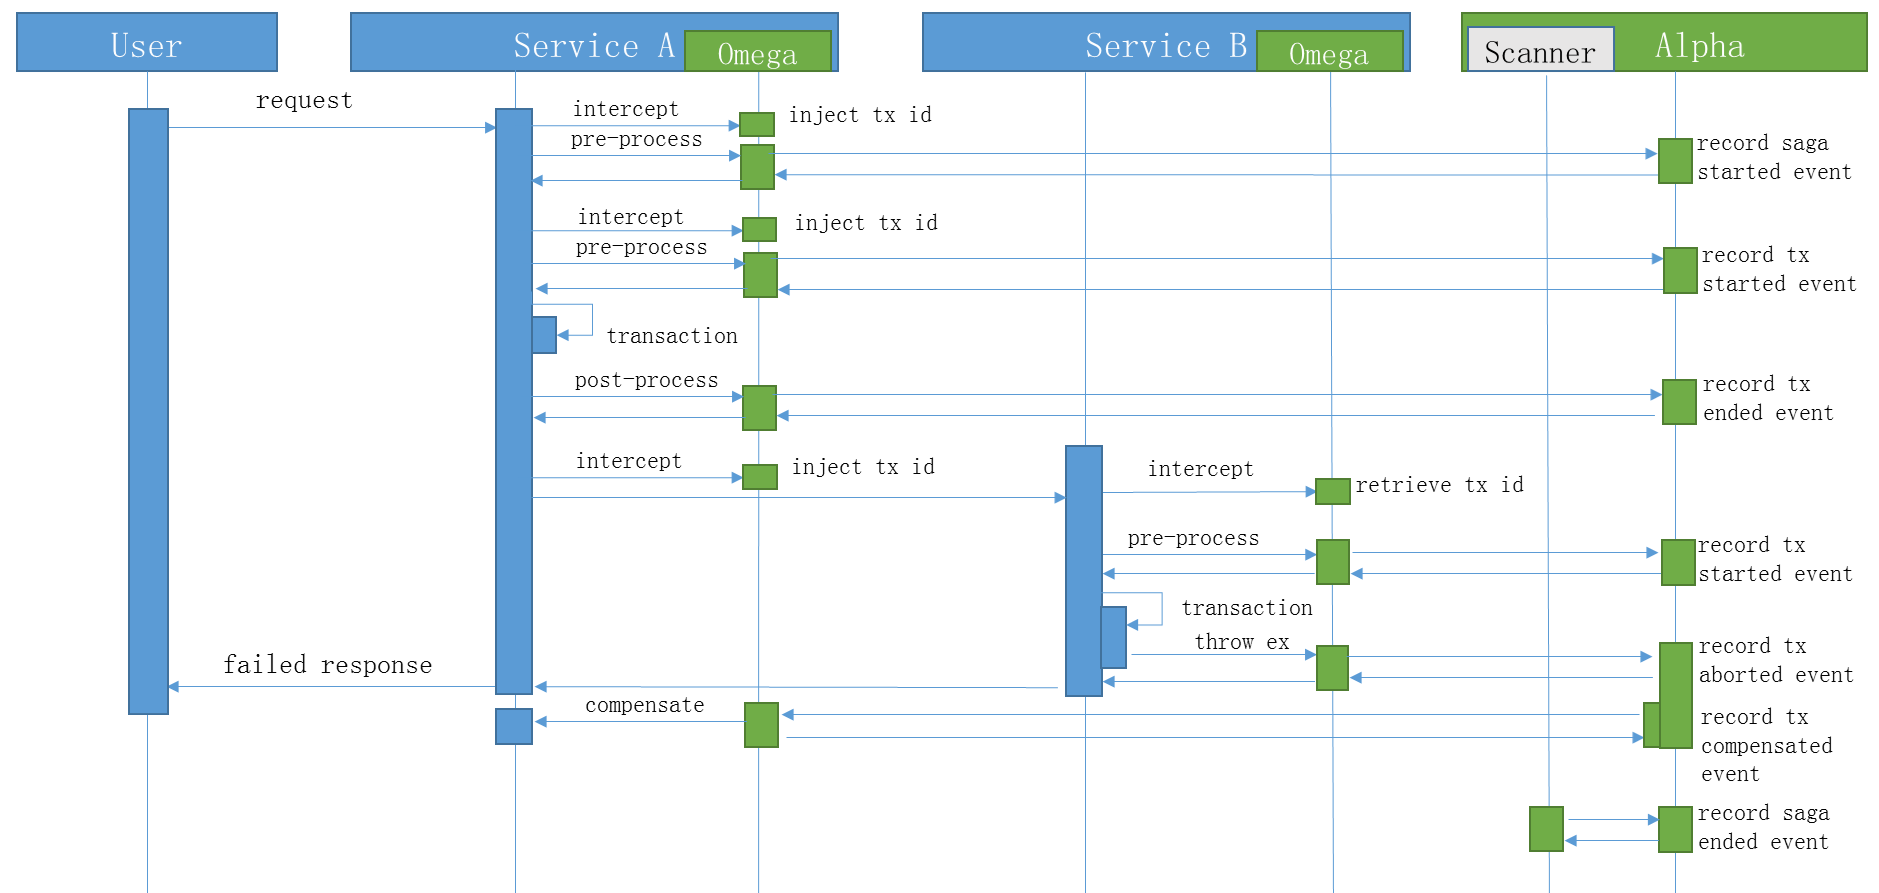 User
Service A
Omega
Service B
Omega
Scanner
Alpha
request
intercept
inject tx id
pre-process
record saga
started event
intercept
inject tx id
pre-process
record tx
started event
transaction
post-process
record tx
ended event
intercept
inject tx id
intercept
retrieve tx id
pre-process
record tx
started event
transaction
throw ex
record tx
aborted event
failed response
compensate
record tx
compensated
event
record saga
ended event